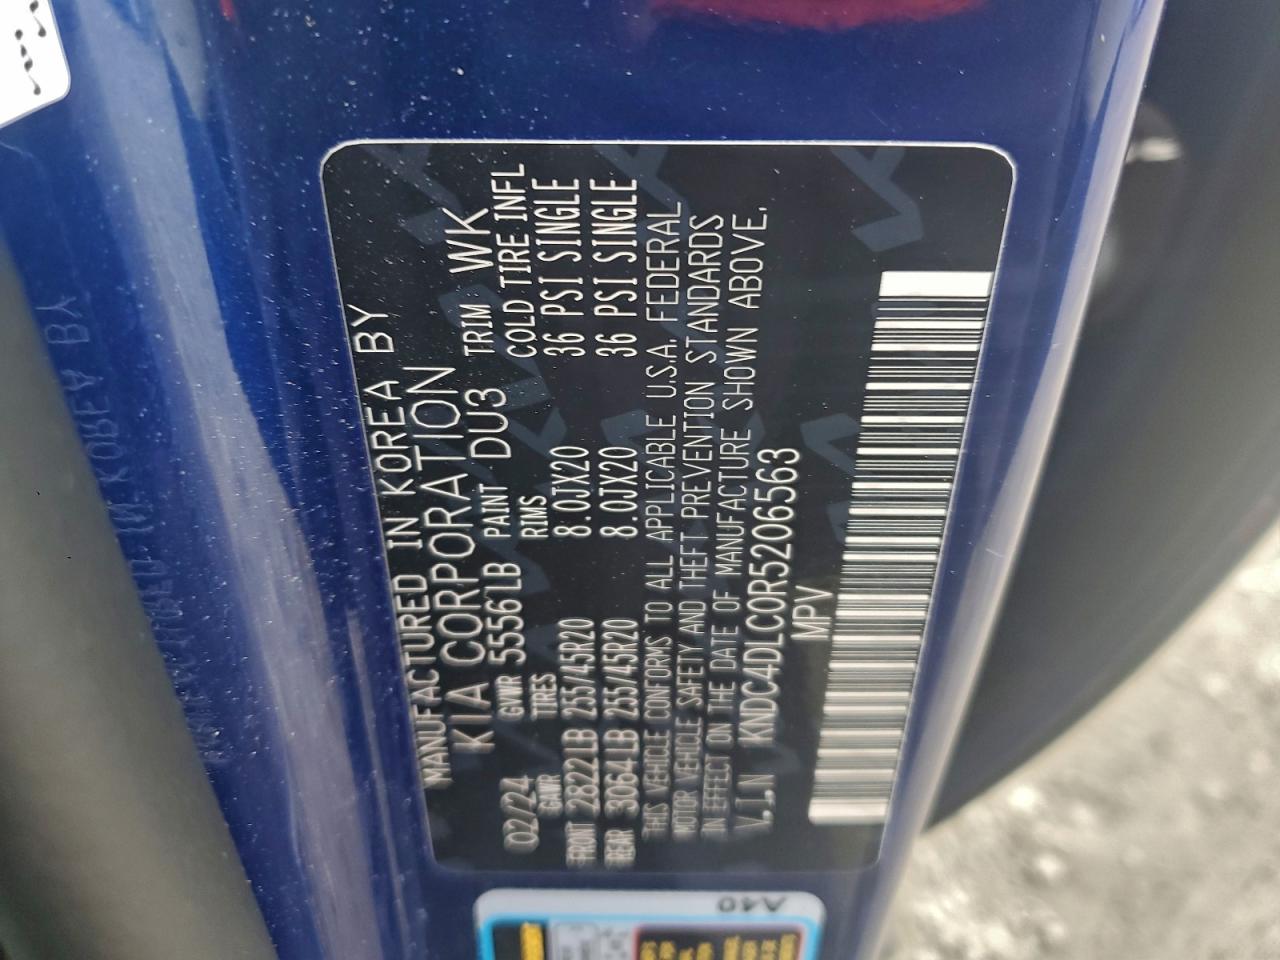 MANUFACTURED IN KOREA BY
KIA CORPORATION
02/24 GVWR 5556LB PAINT DU3 TRIM WK
GAWR TIRES RIMS COLD TIRE INFL
FRONT 2822LB 255/45R20 8.0JX20 36 PSI SINGLE
REAR 3064LB 255/45R20 8.0JX20 36 PSI SINGLE
THIS VEHICLE CONFORMS TO ALL APPLICABLE U.S.A. FEDERAL
MOTOR VEHICLE SAFETY AND THEFT PREVENTION STANDARDS
IN EFFECT ON THE DATE OF MANUFACTURE SHOWN ABOVE.
V.I.N KNDC4DLC0R5206563
MPV
A40